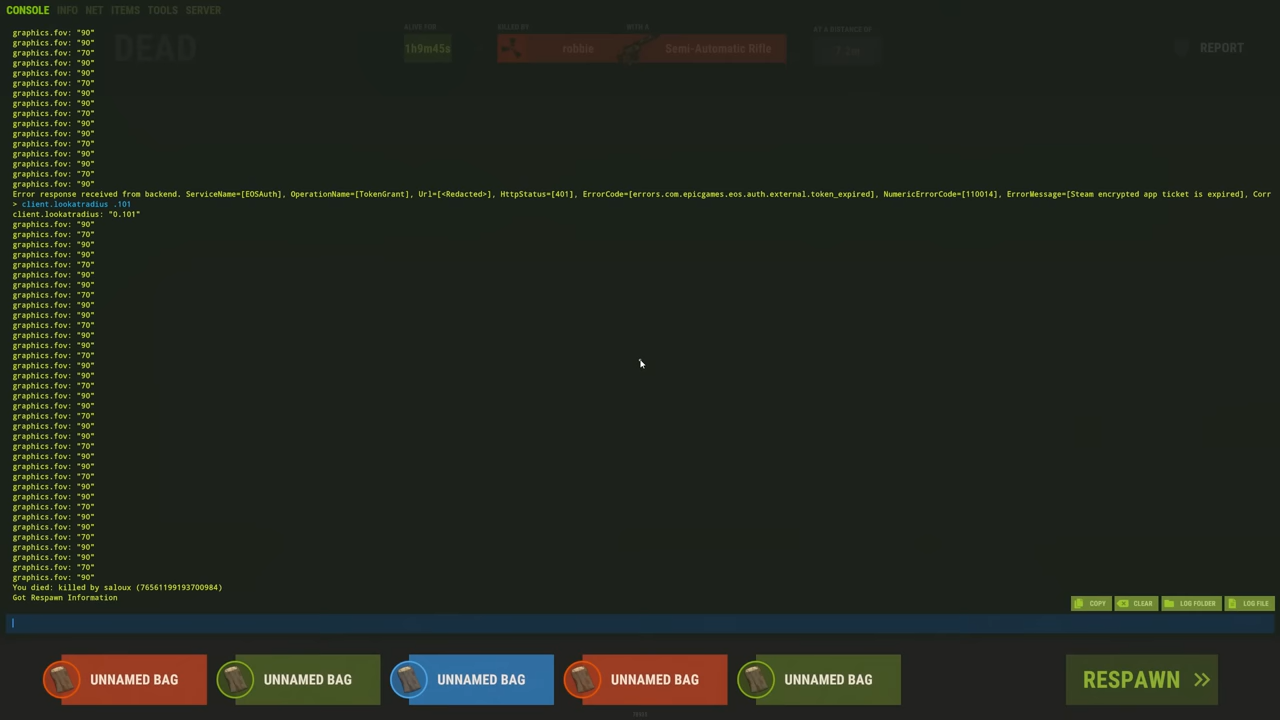 CONSOLE INFO NET ITEMS TOOLS SERVER
DEAD
ALIVE FOR
1h9m45s
KILLED BY
robbie
WITH A
Semi-Automatic Rifle
AT A DISTANCE OF
REPORT
graphics.fov: "90"
graphics.fov: "90"
graphics.fov: "70"
graphics.fov: "90"
graphics.fov: "90"
graphics.fov: "70"
graphics.fov: "90"
graphics.fov: "90"
graphics.fov: "70"
graphics.fov: "90"
graphics.fov: "90"
graphics.fov: "70"
graphics.fov: "90"
graphics.fov: "90"
graphics.fov: "70"
graphics.fov: "90"
Error response received from backend. ServiceName=[EOSAuth], OperationName=[TokenGrant], Url=[<Redacted>], HttpStatus=[401], ErrorCode=[errors.com.epicgames.eos.auth.external.token_expired], NumericErrorCode=[110014], ErrorMessage=[Steam encrypted app ticket is expired], Corr
> client.lookatradius .101
client.lookatradius: "0.101"
graphics.fov: "90"
graphics.fov: "70"
graphics.fov: "90"
graphics.fov: "90"
graphics.fov: "70"
graphics.fov: "90"
graphics.fov: "90"
graphics.fov: "70"
graphics.fov: "90"
graphics.fov: "90"
graphics.fov: "70"
graphics.fov: "90"
graphics.fov: "90"
graphics.fov: "70"
graphics.fov: "90"
graphics.fov: "90"
graphics.fov: "70"
graphics.fov: "90"
graphics.fov: "90"
graphics.fov: "70"
graphics.fov: "90"
graphics.fov: "90"
graphics.fov: "70"
graphics.fov: "90"
graphics.fov: "90"
graphics.fov: "70"
graphics.fov: "90"
graphics.fov: "90"
graphics.fov: "70"
graphics.fov: "90"
graphics.fov: "90"
graphics.fov: "70"
graphics.fov: "90"
graphics.fov: "90"
graphics.fov: "70"
graphics.fov: "90"
You died: killed by saloux (76561199193700984)
Got Respawn Information
COPY CLEAR LOG FOLDER LOG FILE
UNNAMED BAG
UNNAMED BAG
UNNAMED BAG
UNNAMED BAG
UNNAMED BAG
RESPAWN